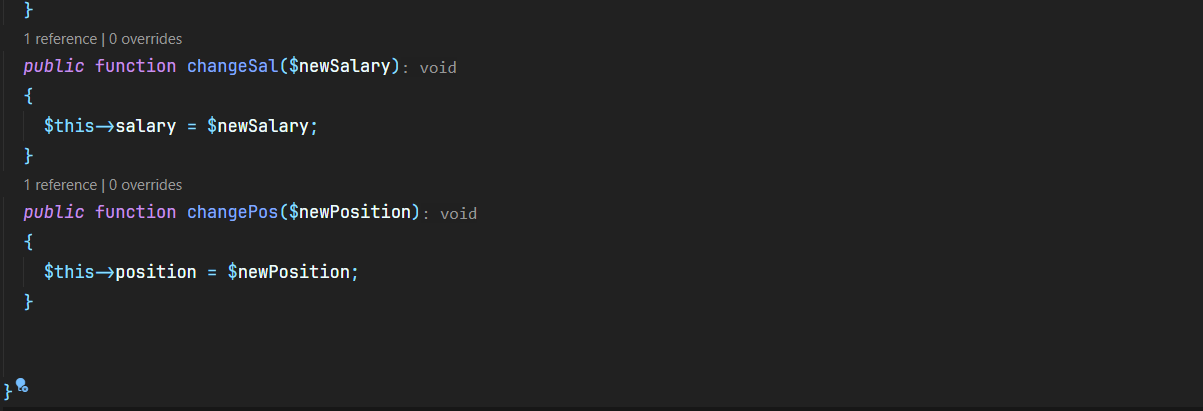 }
1 reference | 0 overrides
public function changeSal($newSalary): void
{
$this->salary = $newSalary;
}
1 reference | 0 overrides
public function changePos($newPosition): void
{
$this->position = $newPosition;
}
}